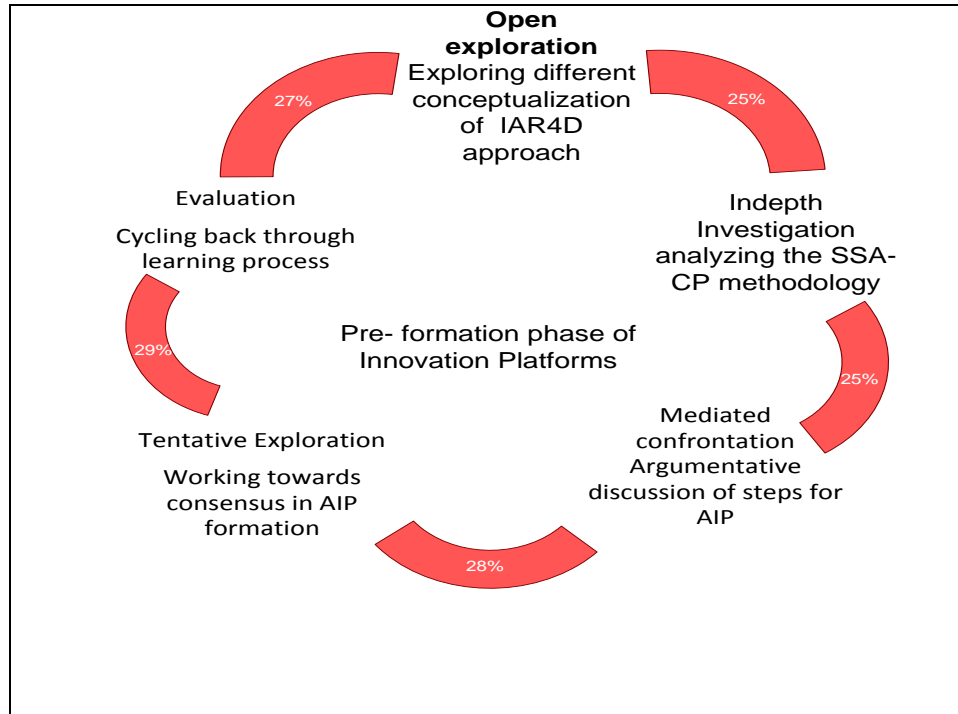 Open
exploration
Exploring different
conceptualization
of IAR4D
approach
27%
25%
Evaluation
Cycling back through
learning process
Indepth
Investigation
analyzing the SSA-
CP methodology
Pre- formation phase of
Innovation Platforms
29%
25%
Tentative Exploration
Working towards
consensus in AIP
formation
Mediated
confrontation
Argumentative
discussion of steps for
AIP
28%